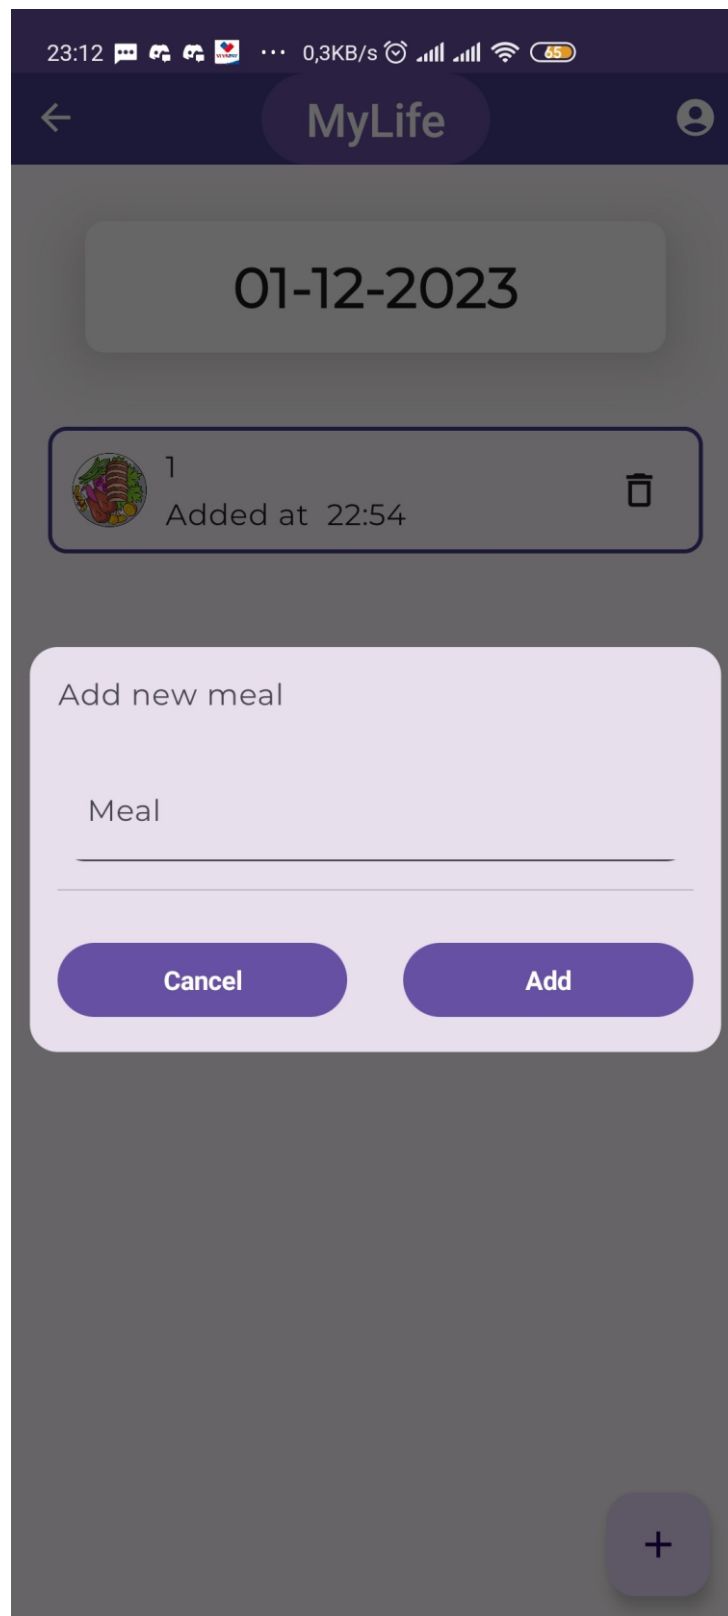 23:12 0,3KB/s 65
MyLife
01-12-2023
1
Added at 22:54
Add new meal
Meal
Cancel Add
+